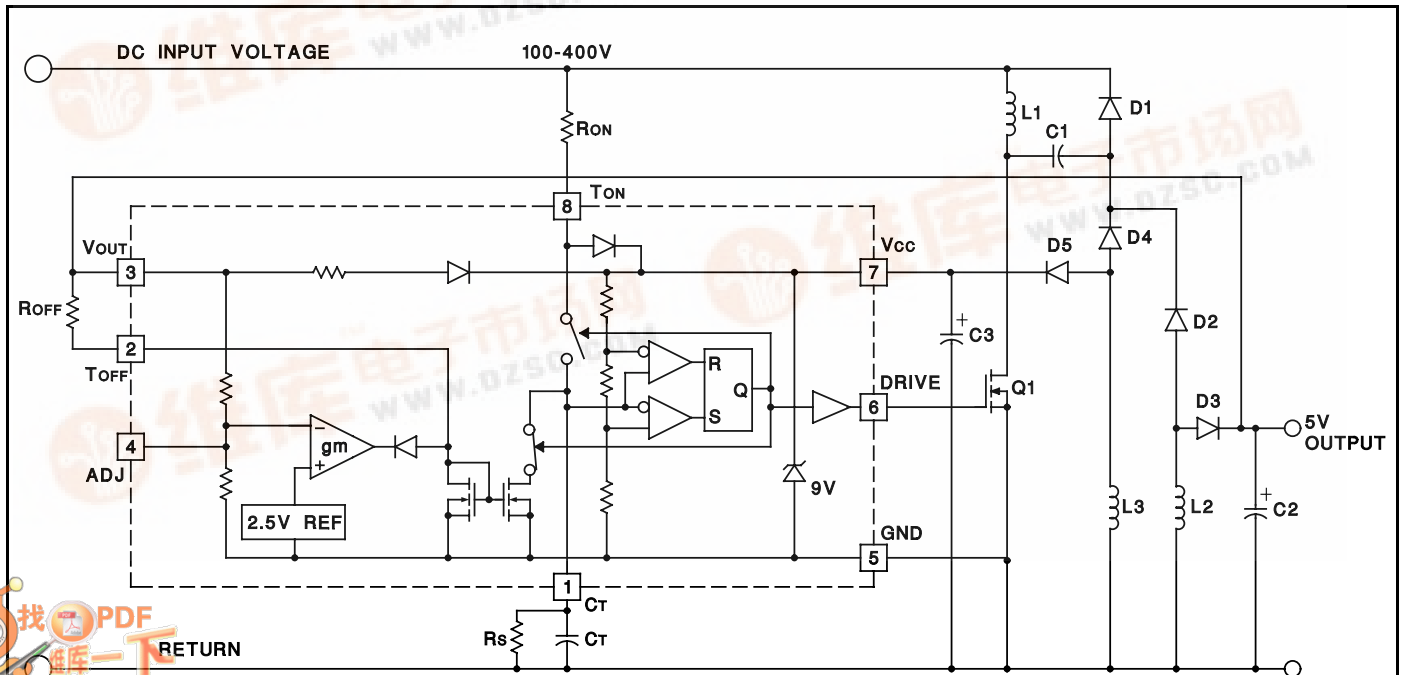 DC INPUT VOLTAGE
100-400V
维库电子市场网
WWW.DZSC.COM
L1
D1
C1
RON
TON
8
VOUT
3
VCC
7
D5
D4
ROFF
D2
C3
2
TOFF
R
Q
S
DRIVE
6
Q1
D3
5V
OUTPUT
4
ADJ
gm
−
+
9V
2.5V REF
GND
5
L3
L2
C2
1
CT
RS
CT
RETURN
找PDF
维库一下